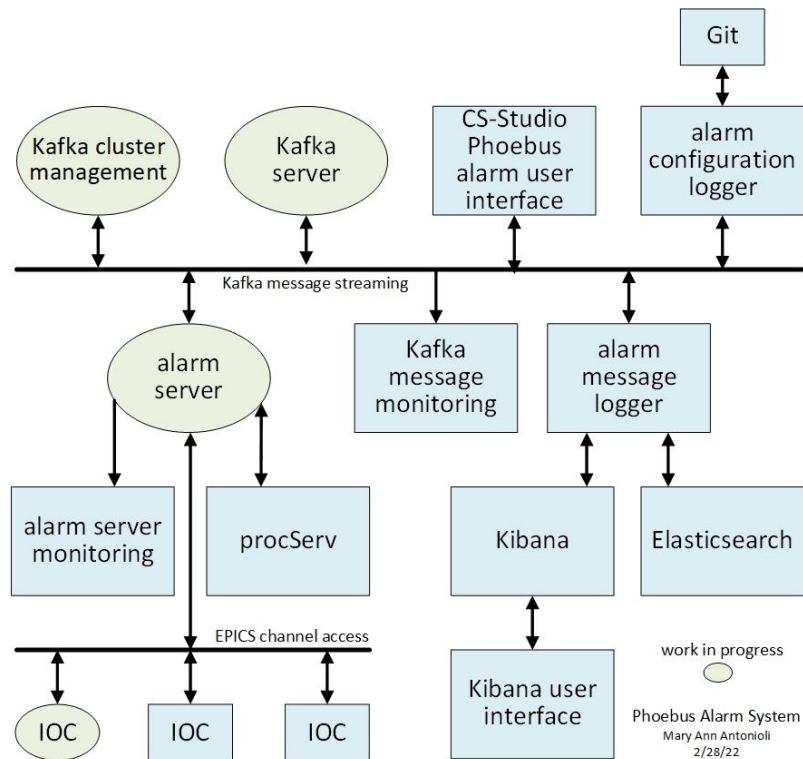 Git
Kafka cluster
management
Kafka
server
CS-Studio
Phoebus
alarm user
interface
alarm
configuration
logger
Kafka message streaming
alarm
server
Kafka
message
monitoring
alarm
message
logger
alarm server
monitoring
procServ
Kibana
Elasticsearch
EPICS channel access
IOC
IOC
IOC
Kibana user
interface
work in progress
Phoebus Alarm System
Mary Ann Antonioli
2/28/22